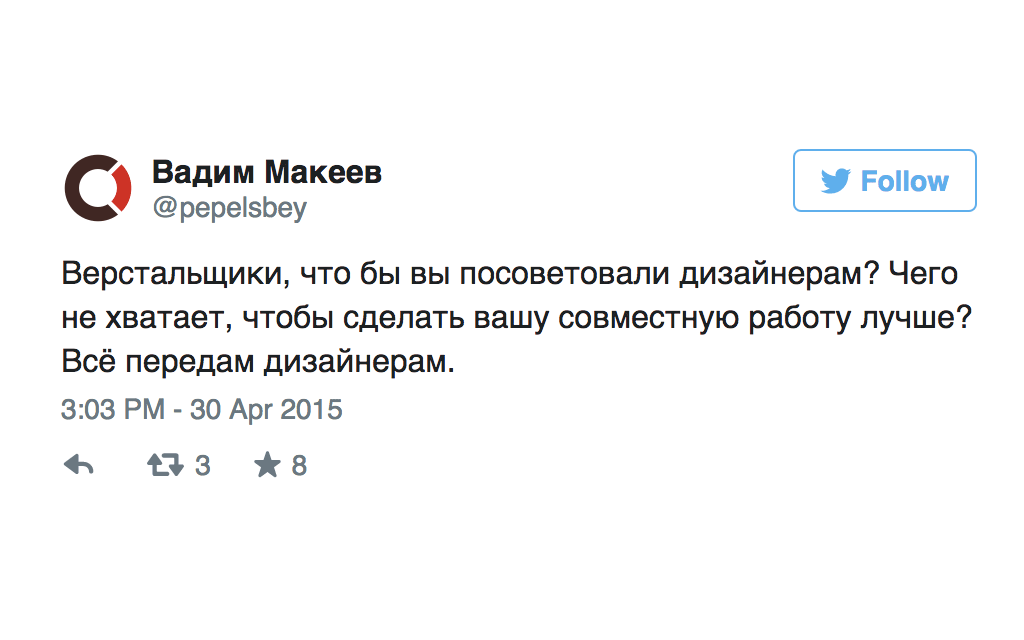 Вадим Макеев
@pepelsbey
Follow
Верстальщики, что бы вы посоветовали дизайнерам? Чего
не хватает, чтобы сделать вашу совместную работу лучше?
Всё передам дизайнерам.
3:03 PM - 30 Apr 2015
3 8